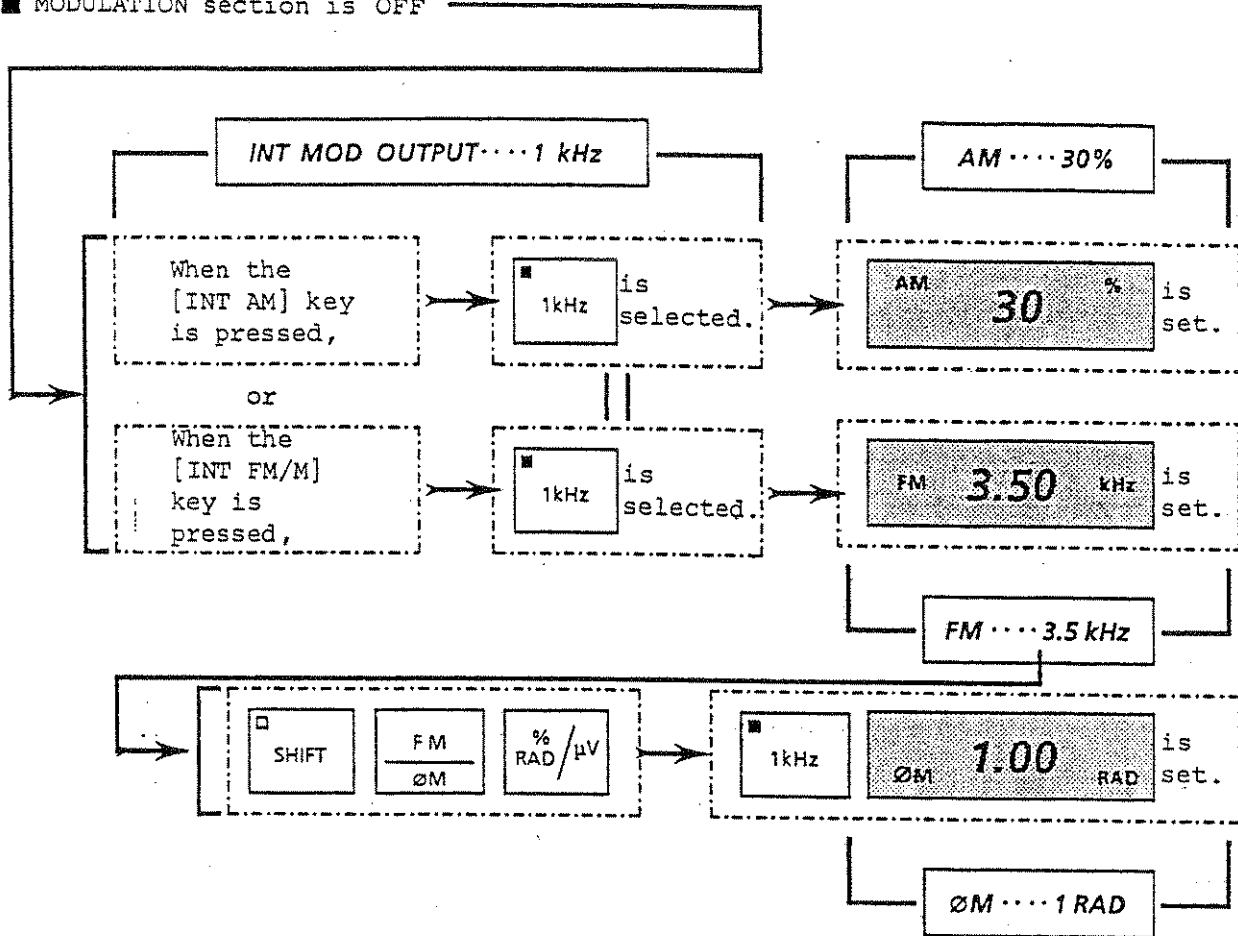 ■ MODULATION section is OFF
INT MOD OUTPUT····1 kHz
AM ····30%
When the
[INT AM] key
is pressed,
1kHz
is
selected.
AM 30 %
is
set.
or
When the
[INT FM/M]
key is
pressed,
1kHz
is
selected.
FM 3.50 kHz
is
set.
FM ····3.5 kHz
SHIFT
FM
ØM
%
RAD/µV
1kHz
ØM 1.00 RAD
is
set.
ØM ····1 RAD